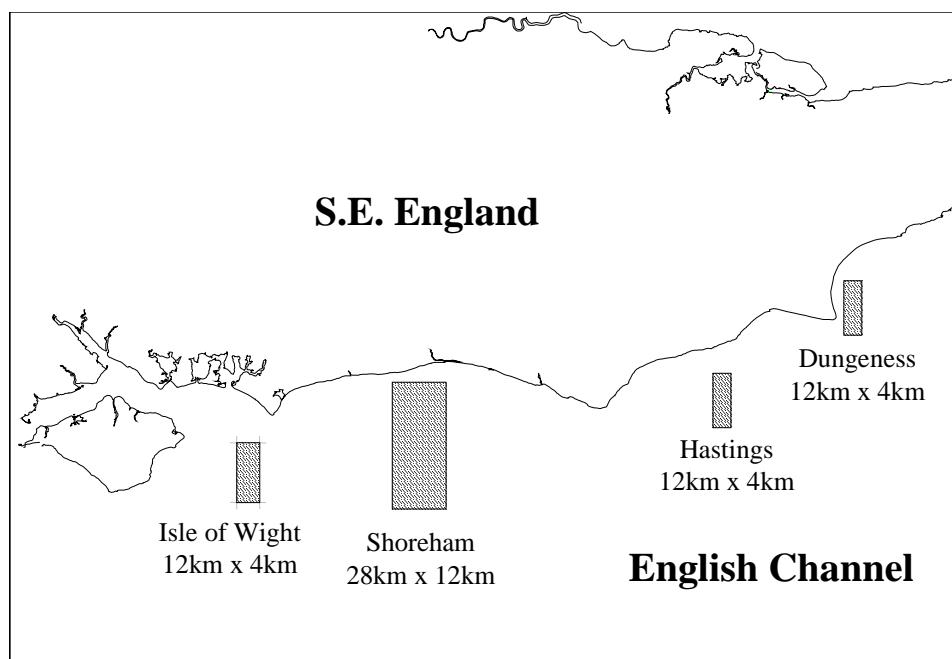 S.E. England
Dungeness
12km x 4km
Hastings
12km x 4km
Isle of Wight
12km x 4km
Shoreham
28km x 12km
English Channel